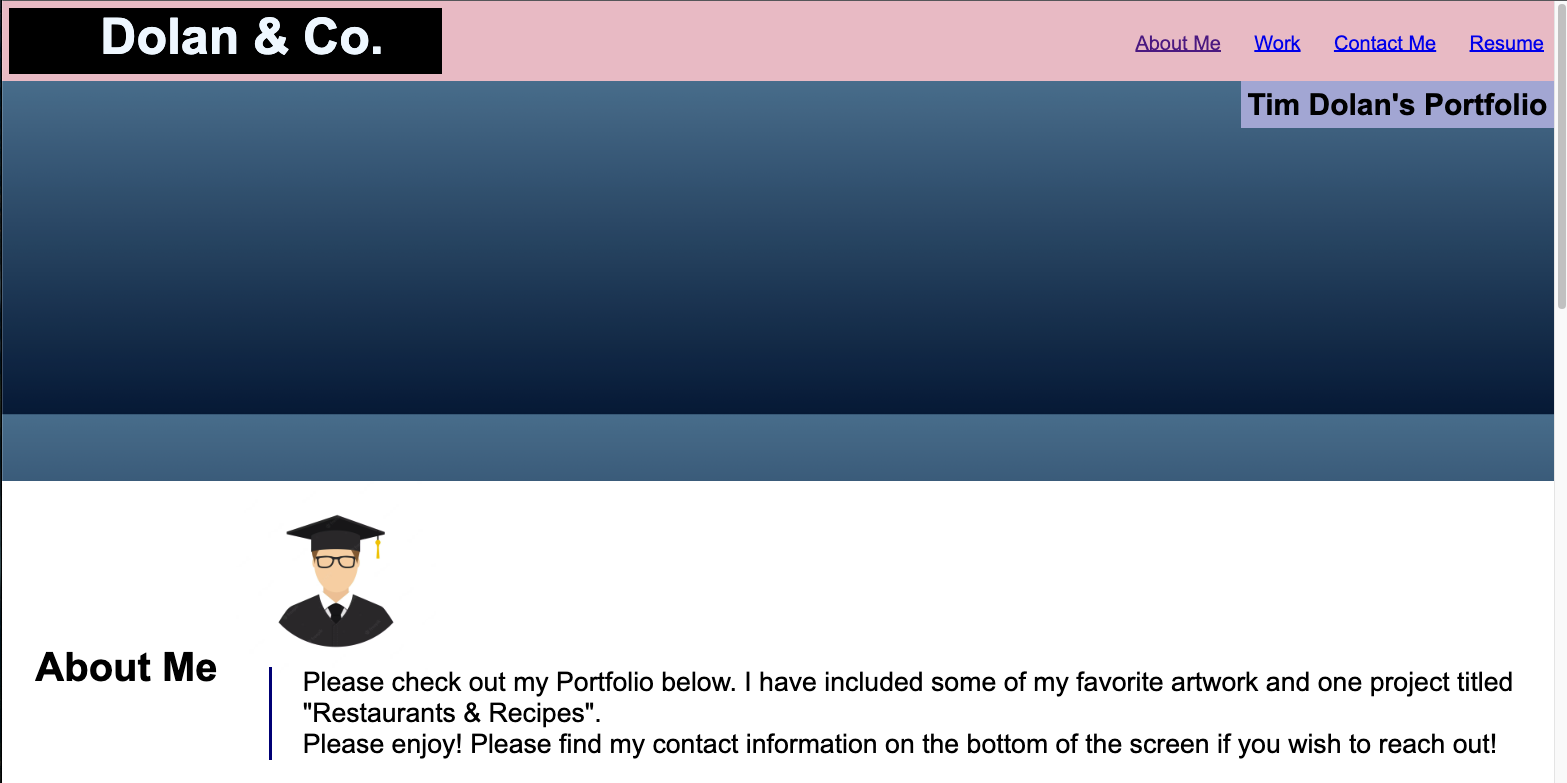 Dolan & Co.
About Me Work Contact Me Resume
Tim Dolan's Portfolio
About Me
Please check out my Portfolio below. I have included some of my favorite artwork and one project titled
"Restaurants & Recipes".
Please enjoy! Please find my contact information on the bottom of the screen if you wish to reach out!